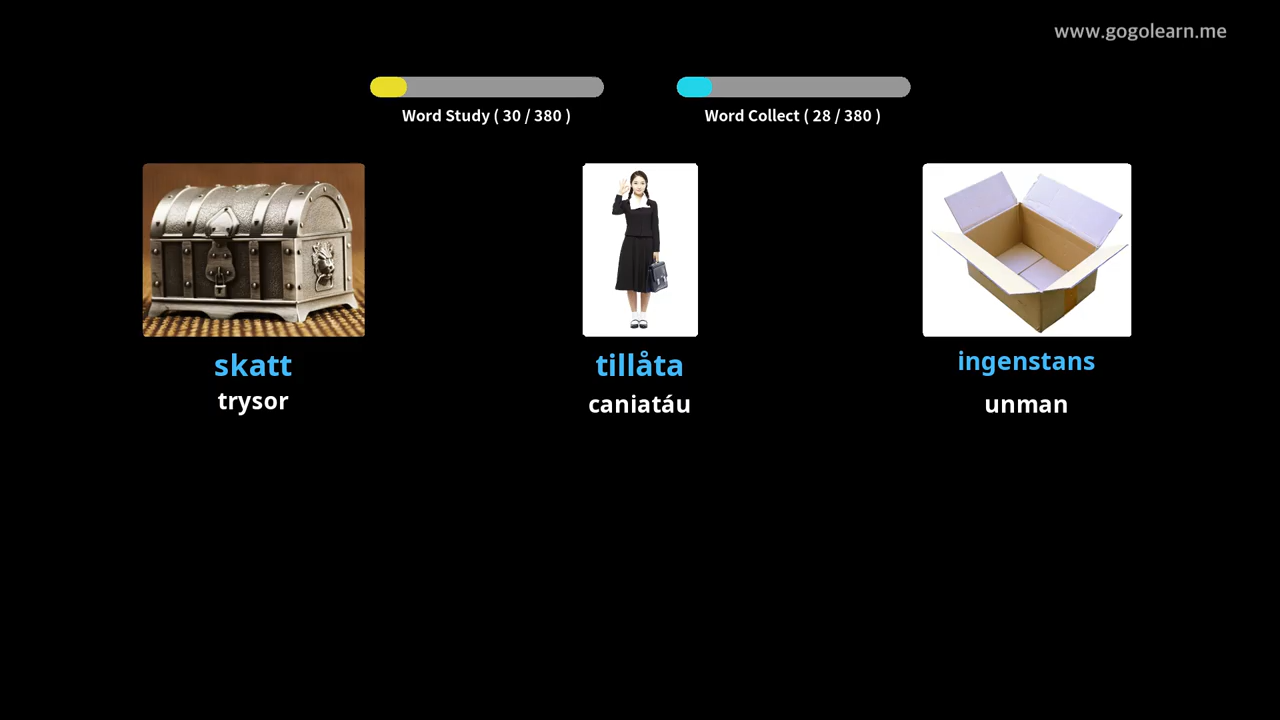 www.gogolearn.me
Word Study ( 30 / 380 )
Word Collect ( 28 / 380 )
skatt
trysor
tillåta
caniatáu
ingenstans
unman